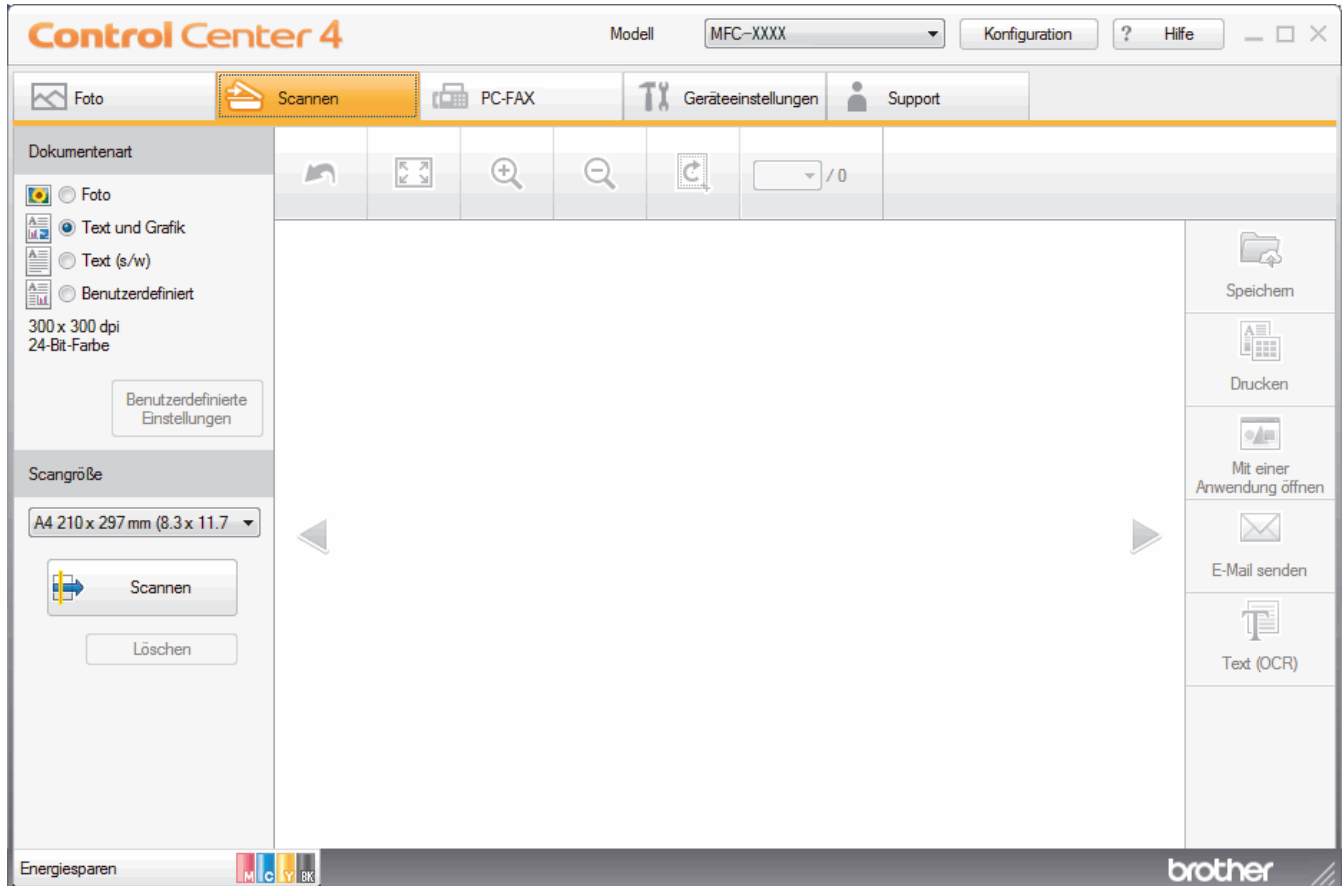 Control Center 4
Modell
MFC-XXXX
Konfiguration
? Hilfe
Foto
Scannen
PC-FAX
Geräteeinstellungen
Support
Dokumentenart
/ 0
Foto
Text und Grafik
Text (s/w)
Benutzerdefiniert
300 x 300 dpi
24-Bit-Farbe
Benutzerdefinierte
Einstellungen
Scangröße
A4 210 x 297 mm (8.3 x 11.7
Scannen
Löschen
Speichern
Drucken
Mit einer
Anwendung öffnen
E-Mail senden
Text (OCR)
Energiesparen
M C Y BK
brother